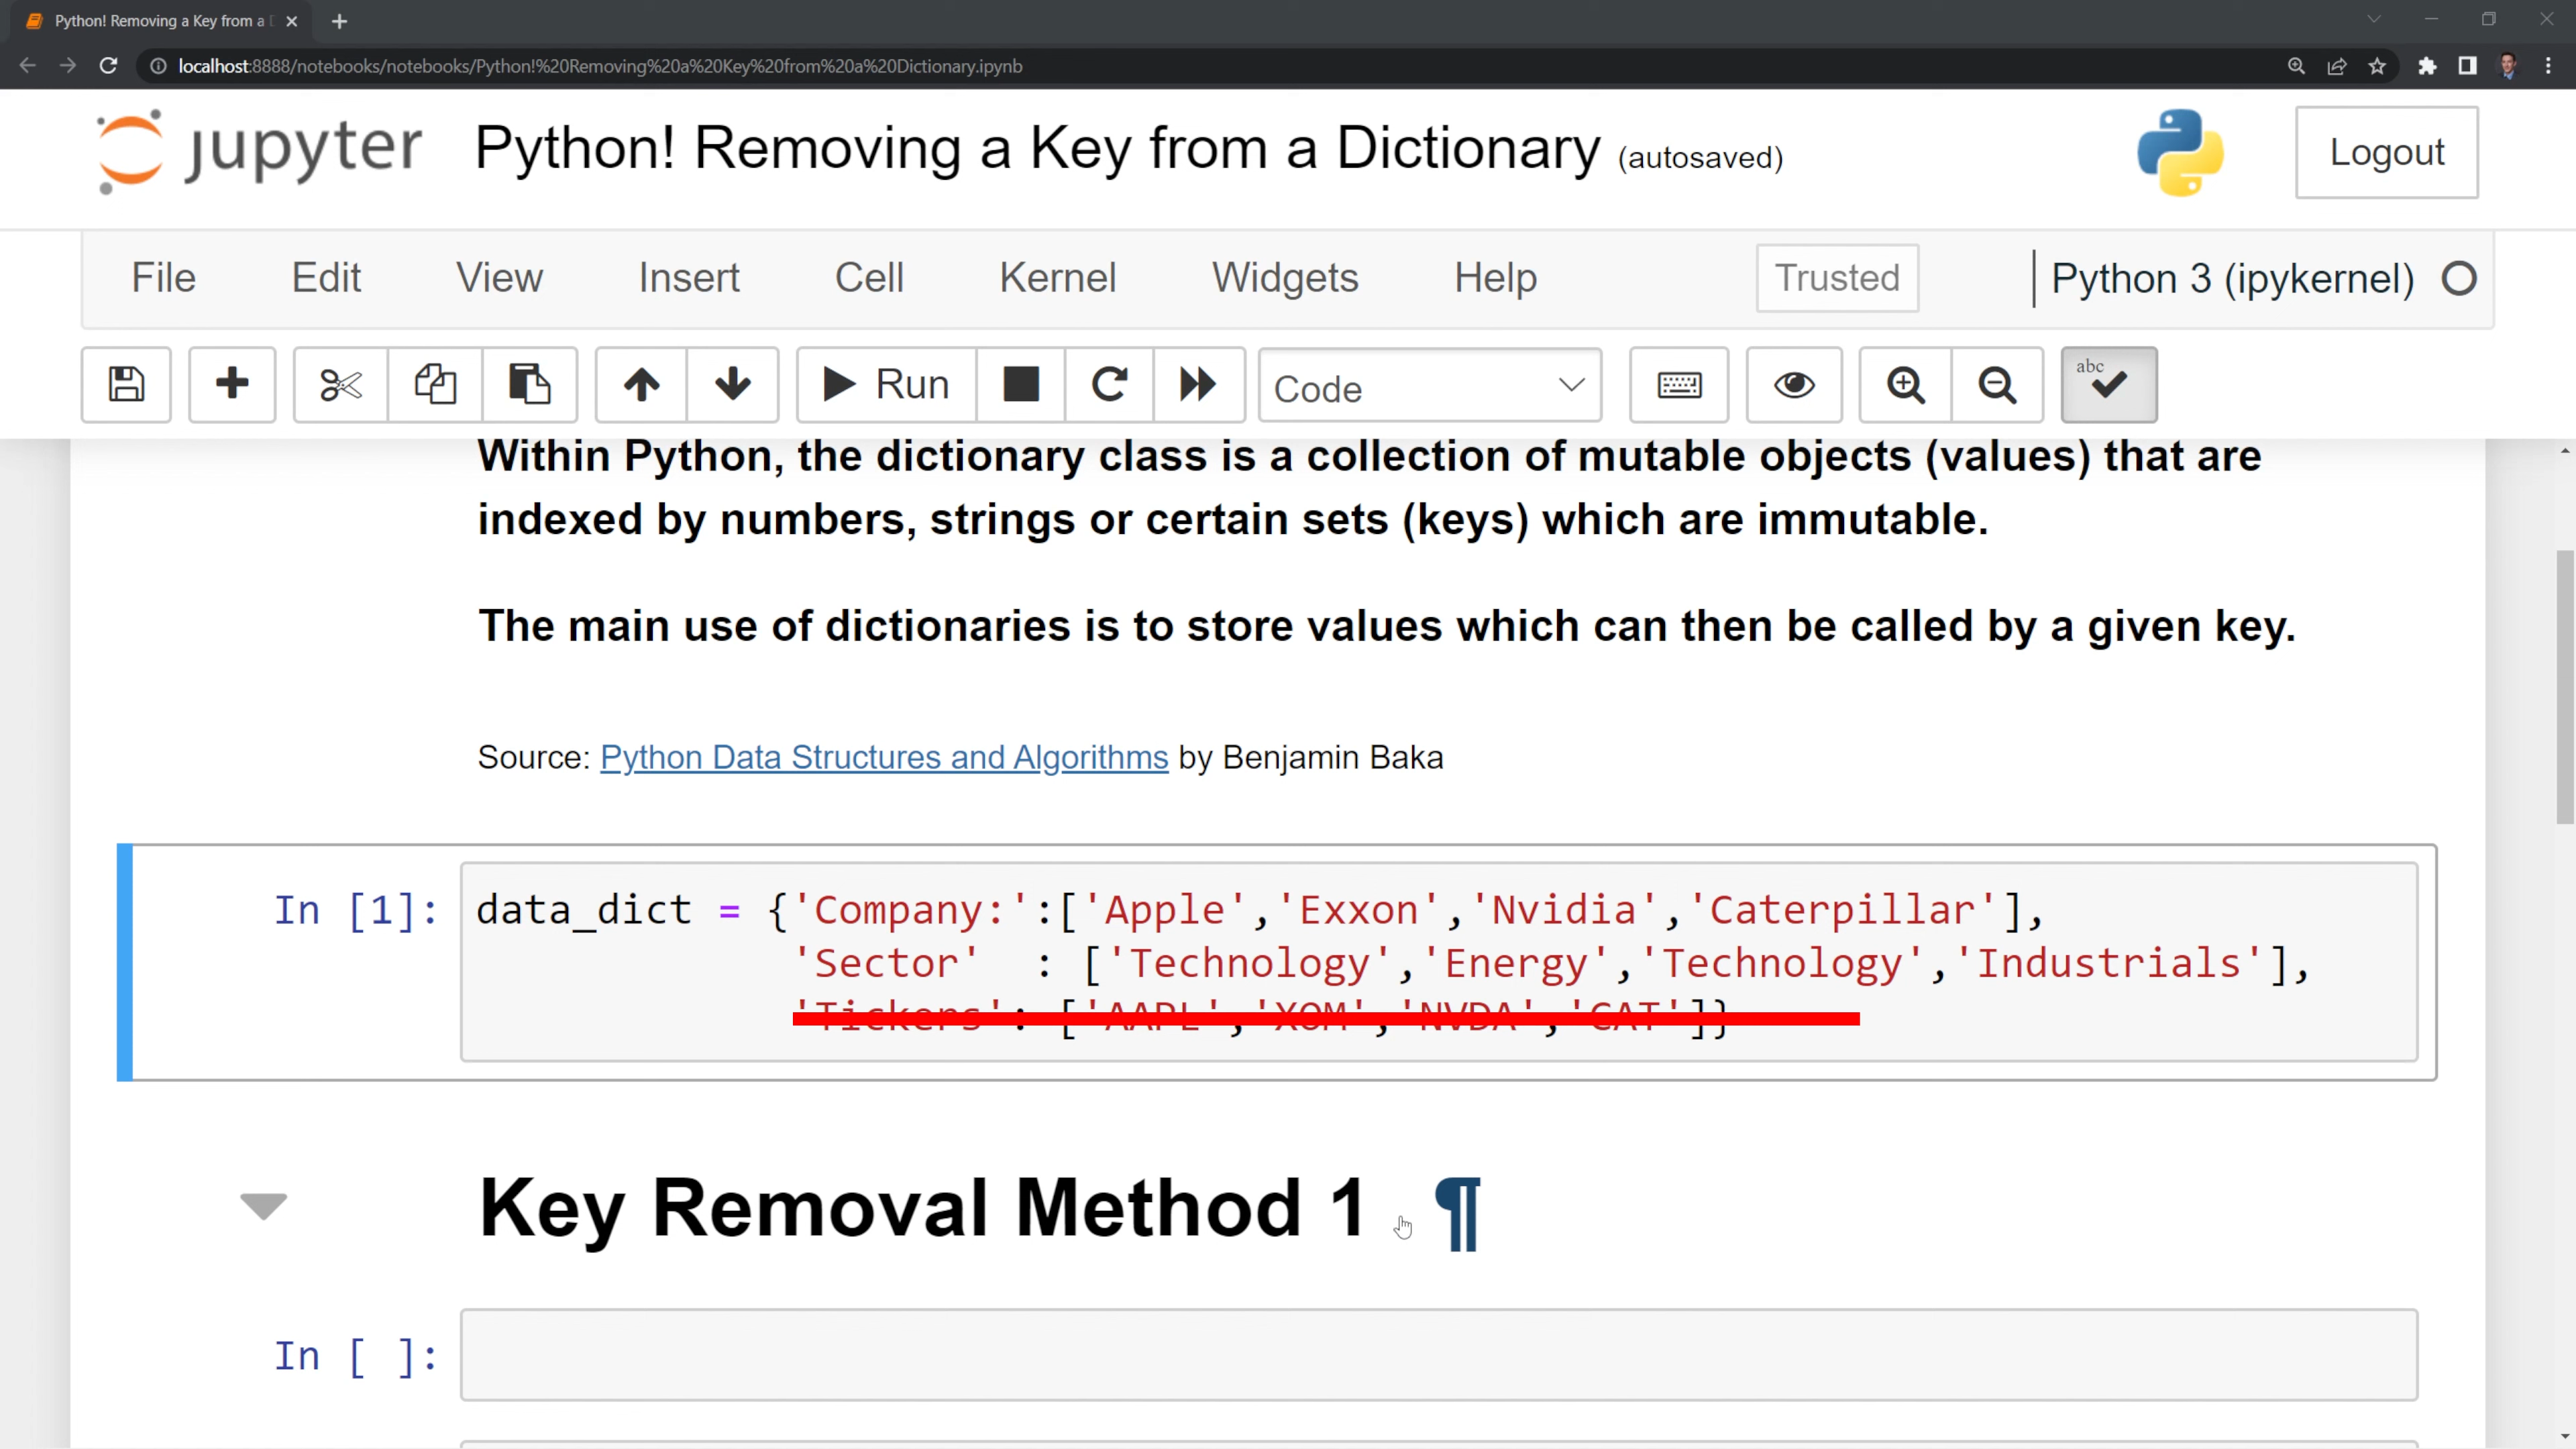 Python! Removing a Key from a D
localhost:8888/notebooks/notebooks/Python!%20Removing%20a%20Key%20from%20a%20Dictionary.ipynb
jupyter Python! Removing a Key from a Dictionary (autosaved) Logout
File Edit View Insert Cell Kernel Widgets Help Trusted Python 3 (ipykernel)
Run Code abc
Within Python, the dictionary class is a collection of mutable objects (values) that are
indexed by numbers, strings or certain sets (keys) which are immutable.
The main use of dictionaries is to store values which can then be called by a given key.
Source: Python Data Structures and Algorithms by Benjamin Baka
In [1]: data_dict = {'Company:':['Apple','Exxon','Nvidia','Caterpillar'],
'Sector'  : ['Technology','Energy','Technology','Industrials'],
'Tickers': ['AAPL','XOM','NVDA','CAT']}
Key Removal Method 1 ¶
In [ ]: